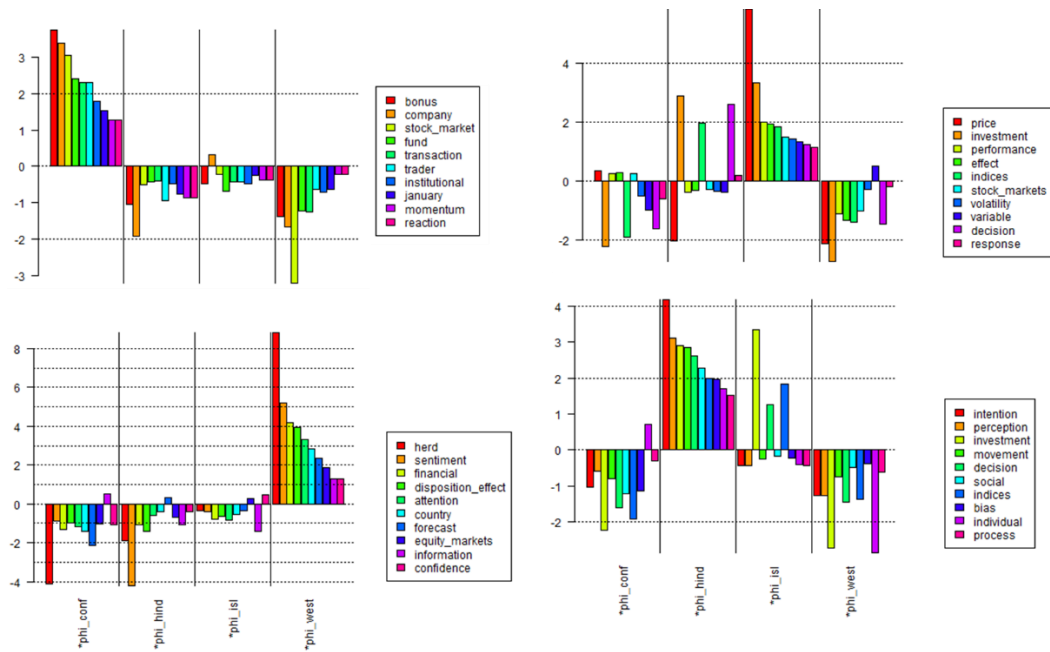 3
2
1
0
-1
-2
-3
bonus
company
stock_market
fund
transaction
trader
institutional
january
momentum
reaction
4
2
0
-2
price
investment
performance
effect
indices
stock_markets
volatility
variable
decision
response
8
6
4
2
0
-2
-4
*phi_conf
*phi_hind
*phi_isl
*phi_west
herd
sentiment
financial
disposition_effect
attention
country
forecast
equity_markets
information
confidence
4
3
2
1
0
-1
-2
*phi_conf
*phi_hind
*phi_isl
*phi_west
intention
perception
investment
movement
decision
social
indices
bias
individual
process